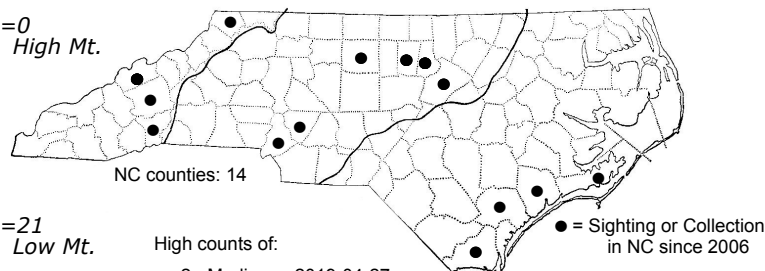 =0
High Mt.
NC counties: 14
=21
Low Mt.
High counts of:
● = Sighting or Collection
in NC since 2006